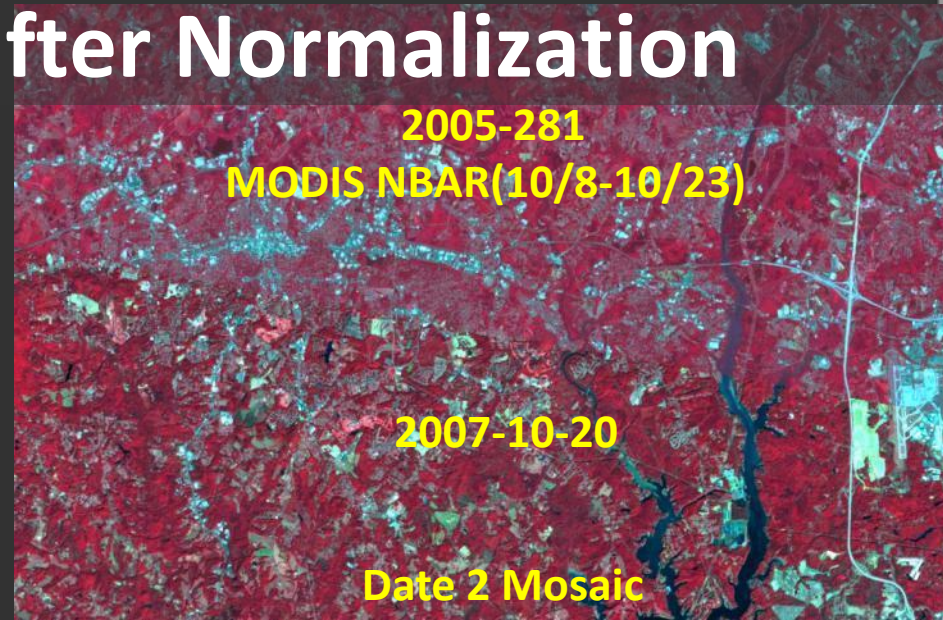 fter Normalization
2005-281
MODIS NBAR(10/8-10/23)
2007-10-20
Date 2 Mosaic